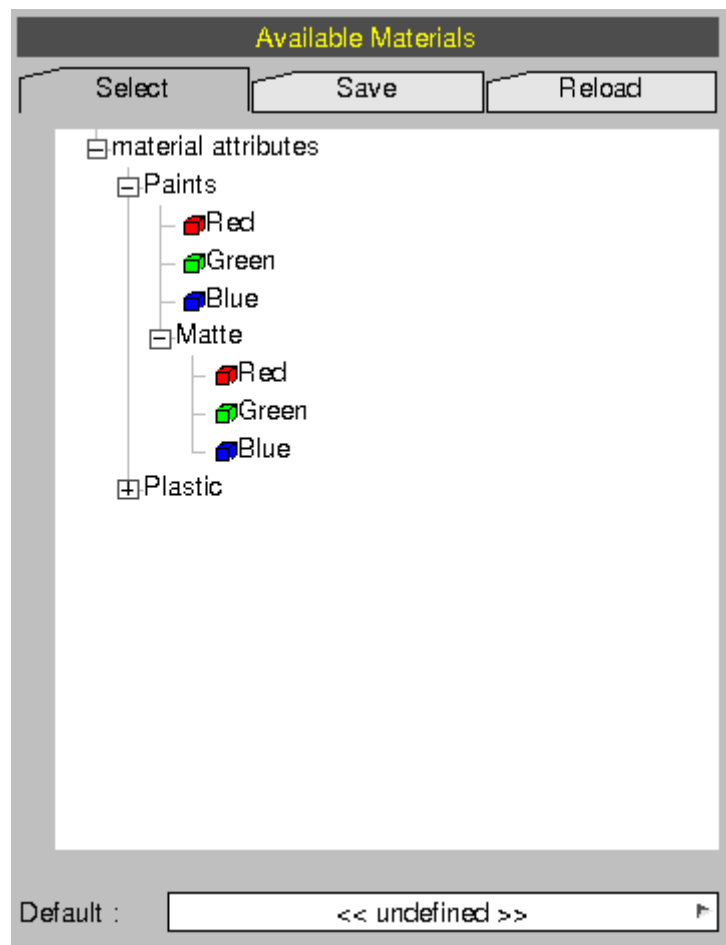 Available Materials
Select Save Reload
material attributes
Paints
Red
Green
Blue
Matte
Red
Green
Blue
Plastic
Default : << undefined >>